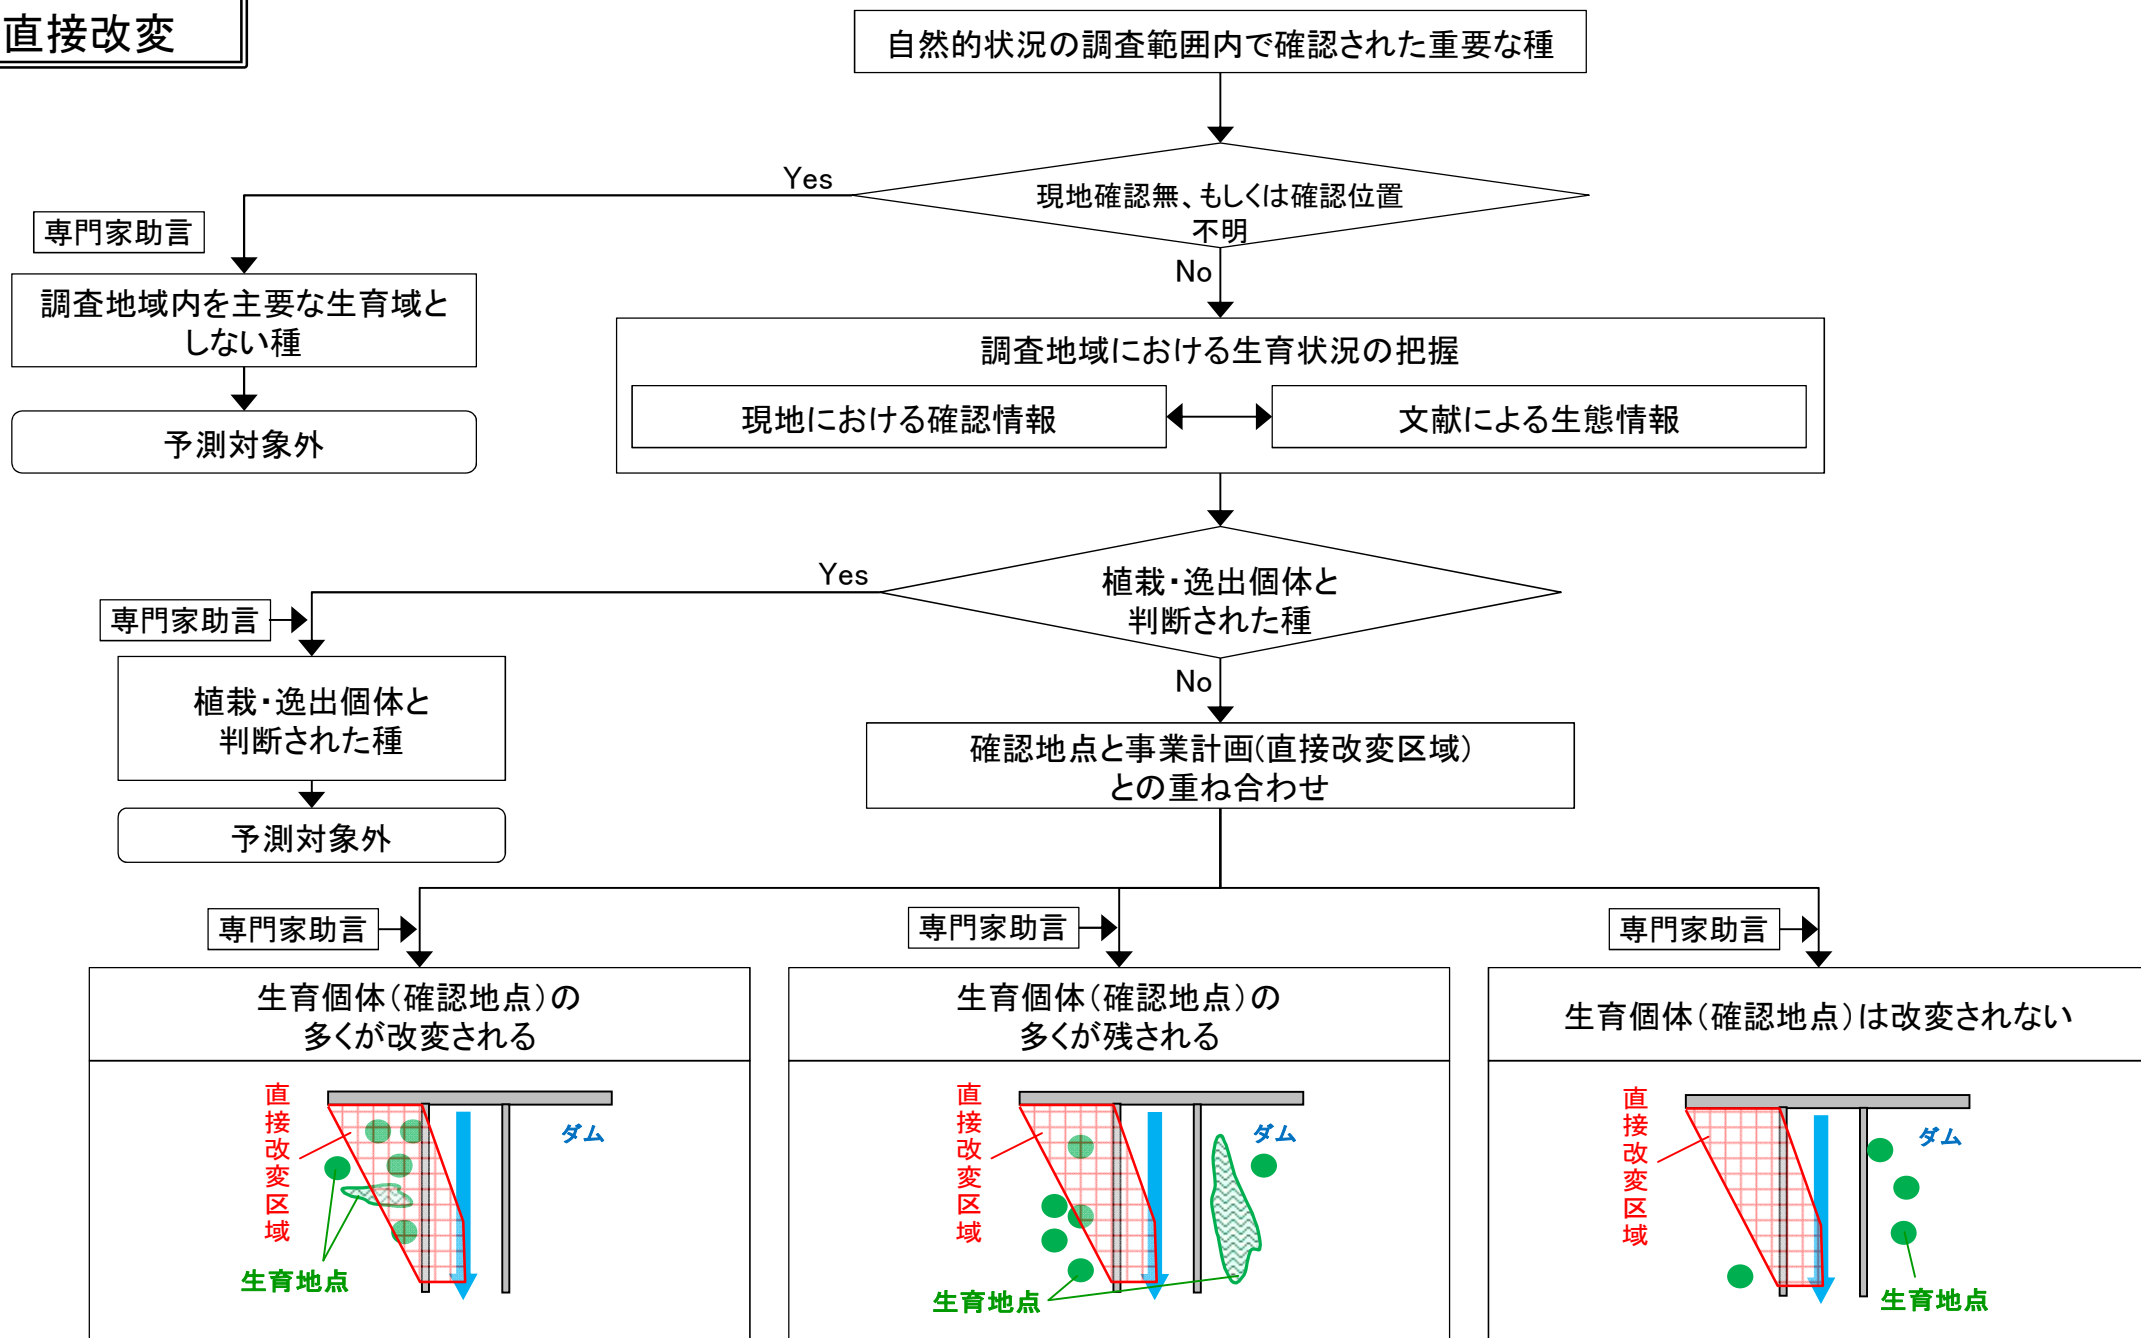 直接改変
自然的状況の調査範囲内で確認された重要な種
Yes
現地確認無、もしくは確認位置
不明
専門家助言
No
調査地域内を主要な生育域と
しない種
調査地域における生育状況の把握
現地における確認情報
文献による生態情報
予測対象外
Yes
植栽・逸出個体と
判断された種
専門家助言
No
植栽・逸出個体と
判断された種
確認地点と事業計画(直接改変区域)
との重ね合わせ
予測対象外
専門家助言
専門家助言
専門家助言
生育個体(確認地点)の
多くが改変される
生育個体(確認地点)の
多くが残される
生育個体(確認地点)は改変されない
直接改変区域
ダム
生育地点
直接改変区域
ダム
生育地点
直接改変区域
ダム
生育地点